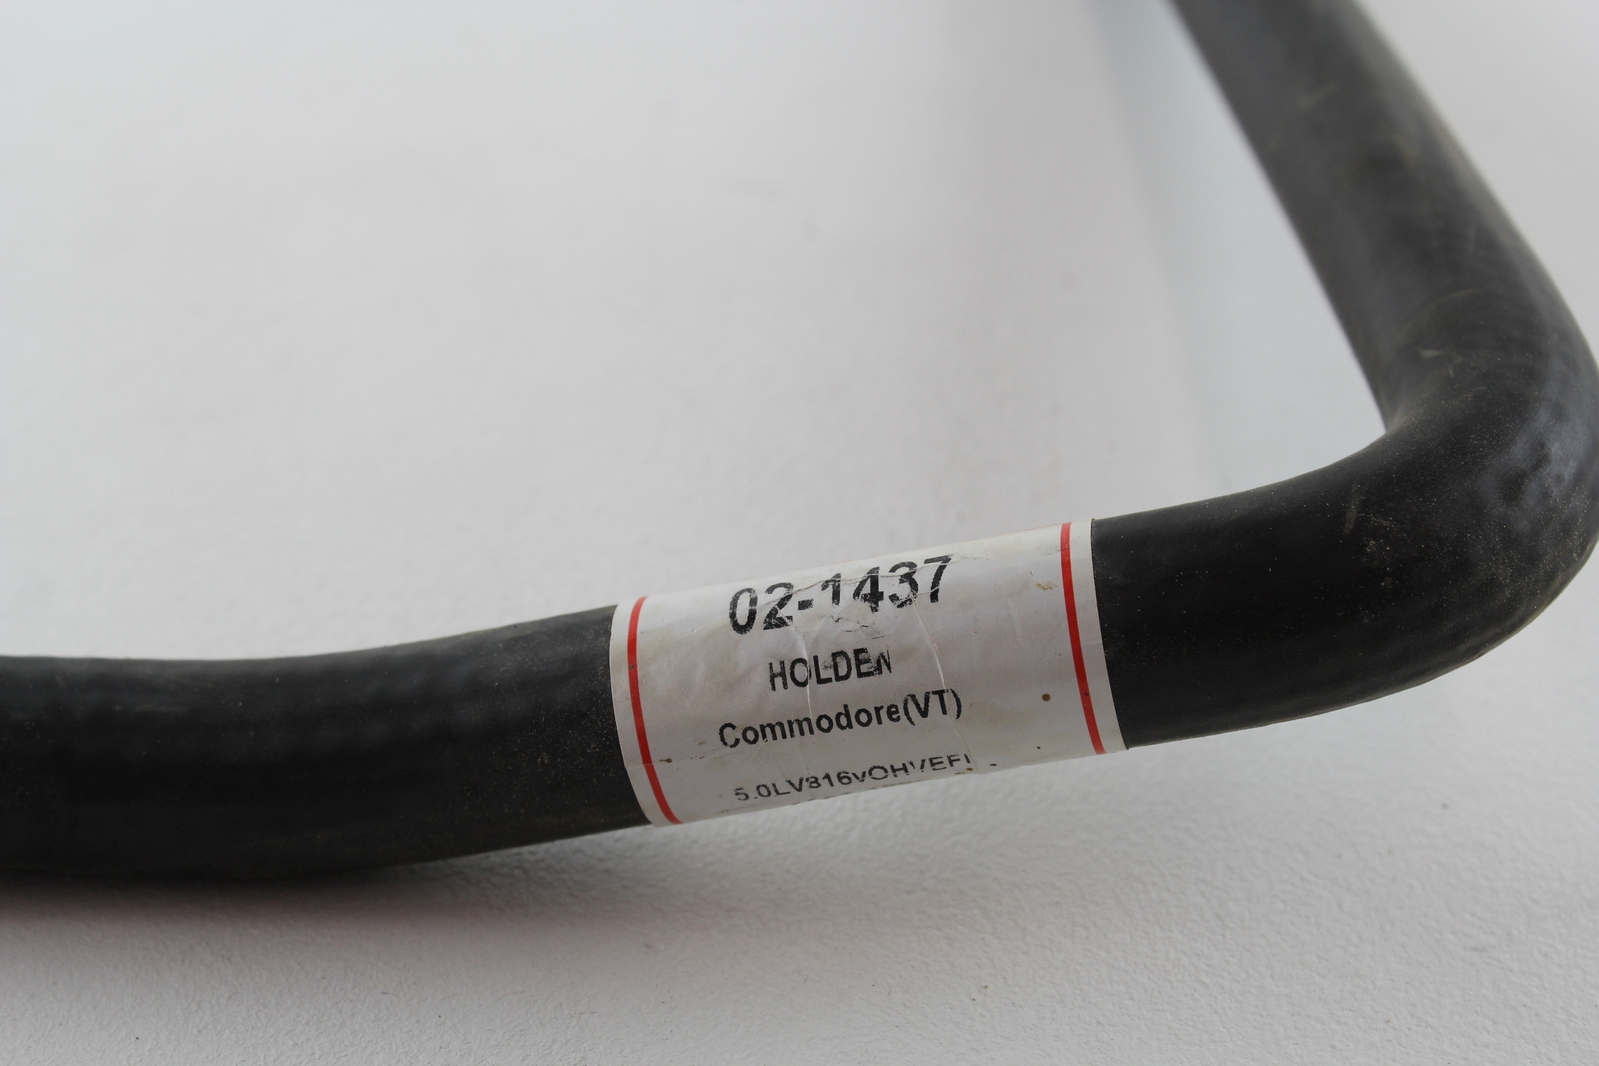 02-1437
HOLDEN
Commodore(VT)
5.0LV816vOHVEFI